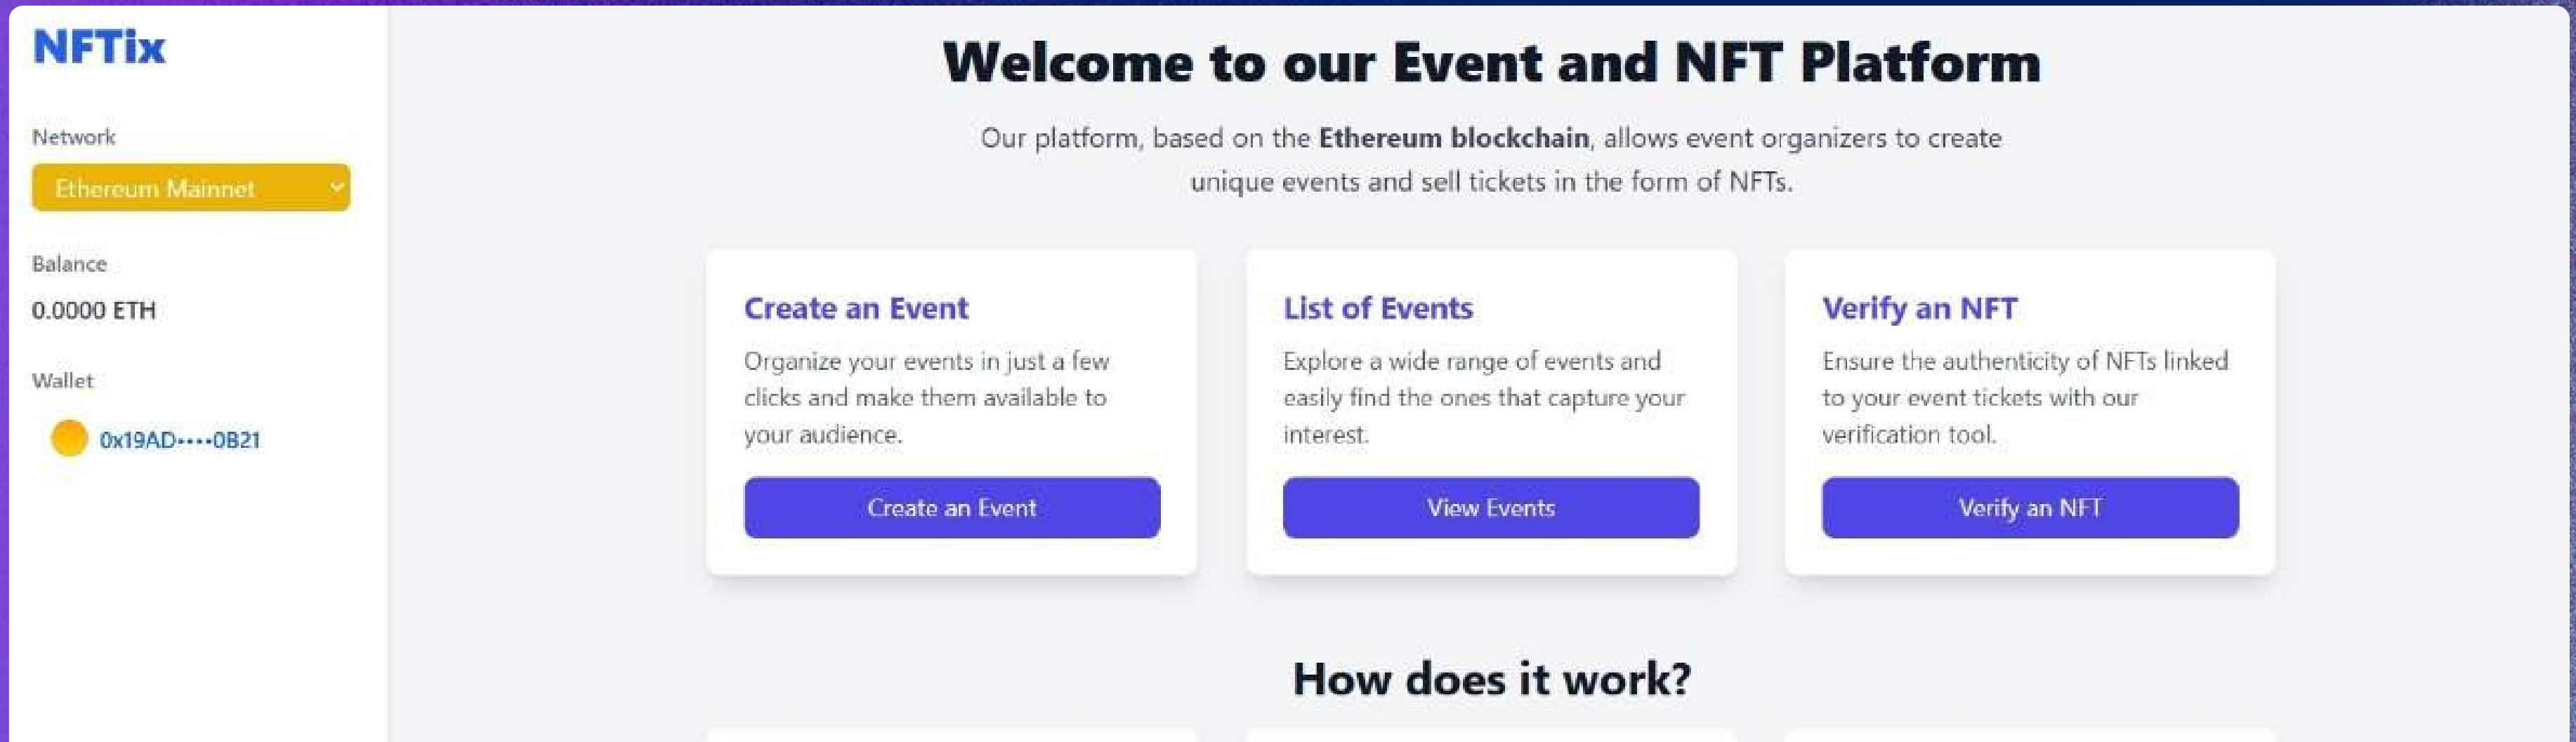 NFTix
Network
Ethereum Mainnet
Balance
0.0000 ETH
Wallet
0x19AD••••0B21
Welcome to our Event and NFT Platform
Our platform, based on the Ethereum blockchain, allows event organizers to create
unique events and sell tickets in the form of NFTs.
Create an Event
Organize your events in just a few
clicks and make them available to
your audience.
Create an Event
List of Events
Explore a wide range of events and
easily find the ones that capture your
interest.
View Events
Verify an NFT
Ensure the authenticity of NFTs linked
to your event tickets with our
verification tool.
Verify an NFT
How does it work?